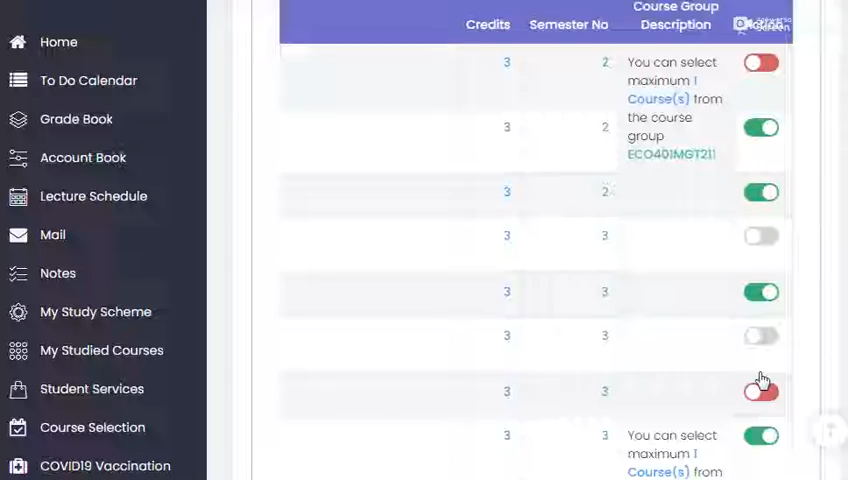 Home
To Do Calendar
Grade Book
Account Book
Lecture Schedule
Mail
Notes
My Study Scheme
My Studied Courses
Student Services
Course Selection
COVID19 Vaccination
Credits
Semester No
Course Group
Description
3
2
You can select
maximum 1
Course(s) from
the course
group
ECO401MGT211
3
2
3
2
3
3
3
3
3
3
3
3
3
3
You can select
maximum 1
Course(s) from